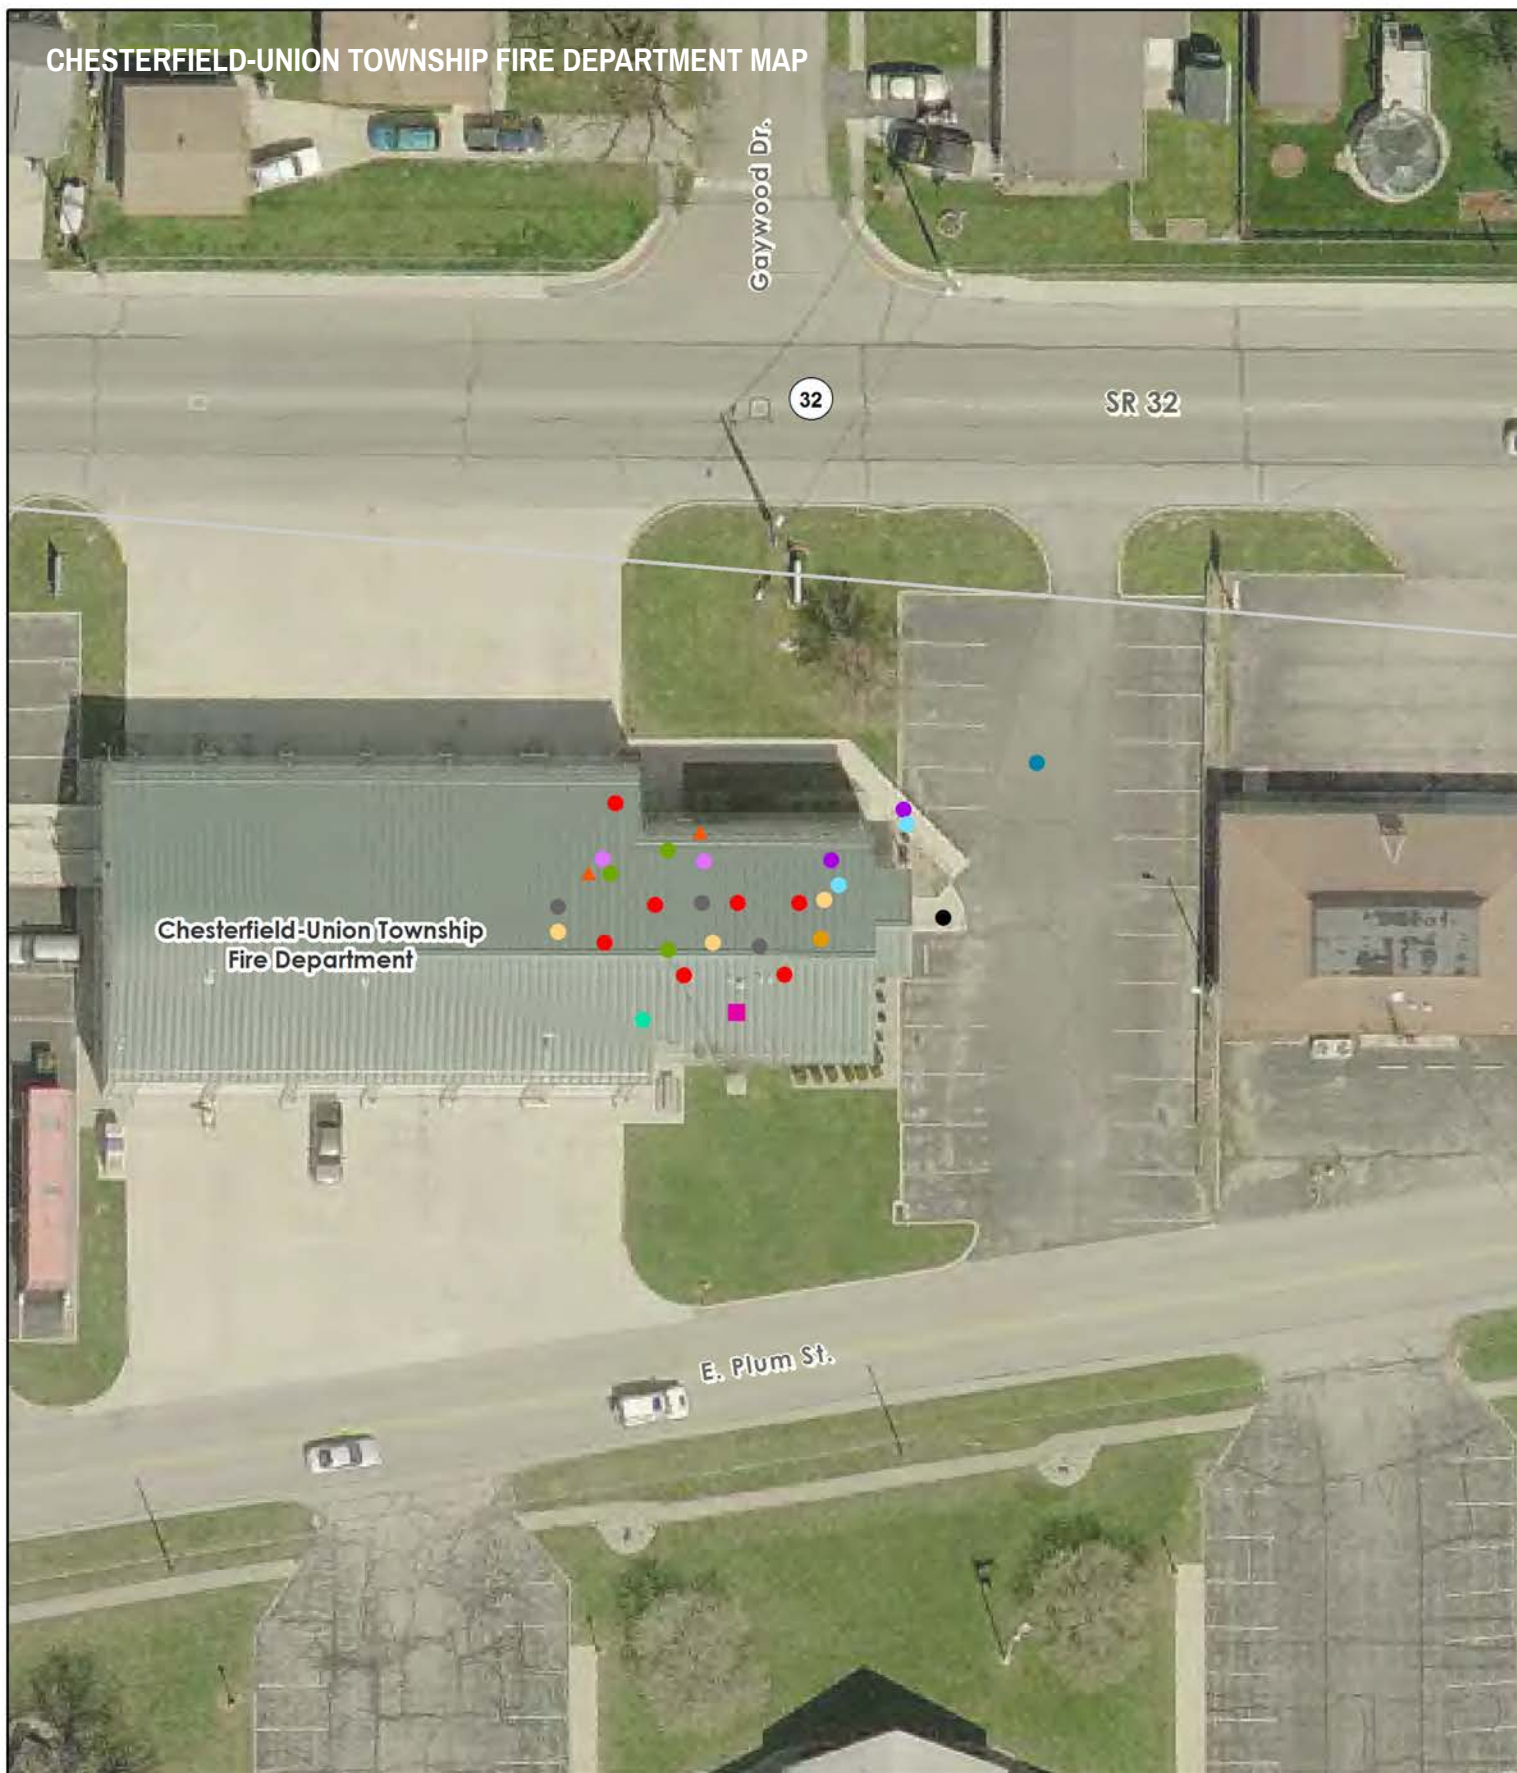 CHESTERFIELD-UNION TOWNSHIP FIRE DEPARTMENT MAP
Gaywood Dr.
32
SR 32
Chesterfield-Union Township
Fire Department
E. Plum St.